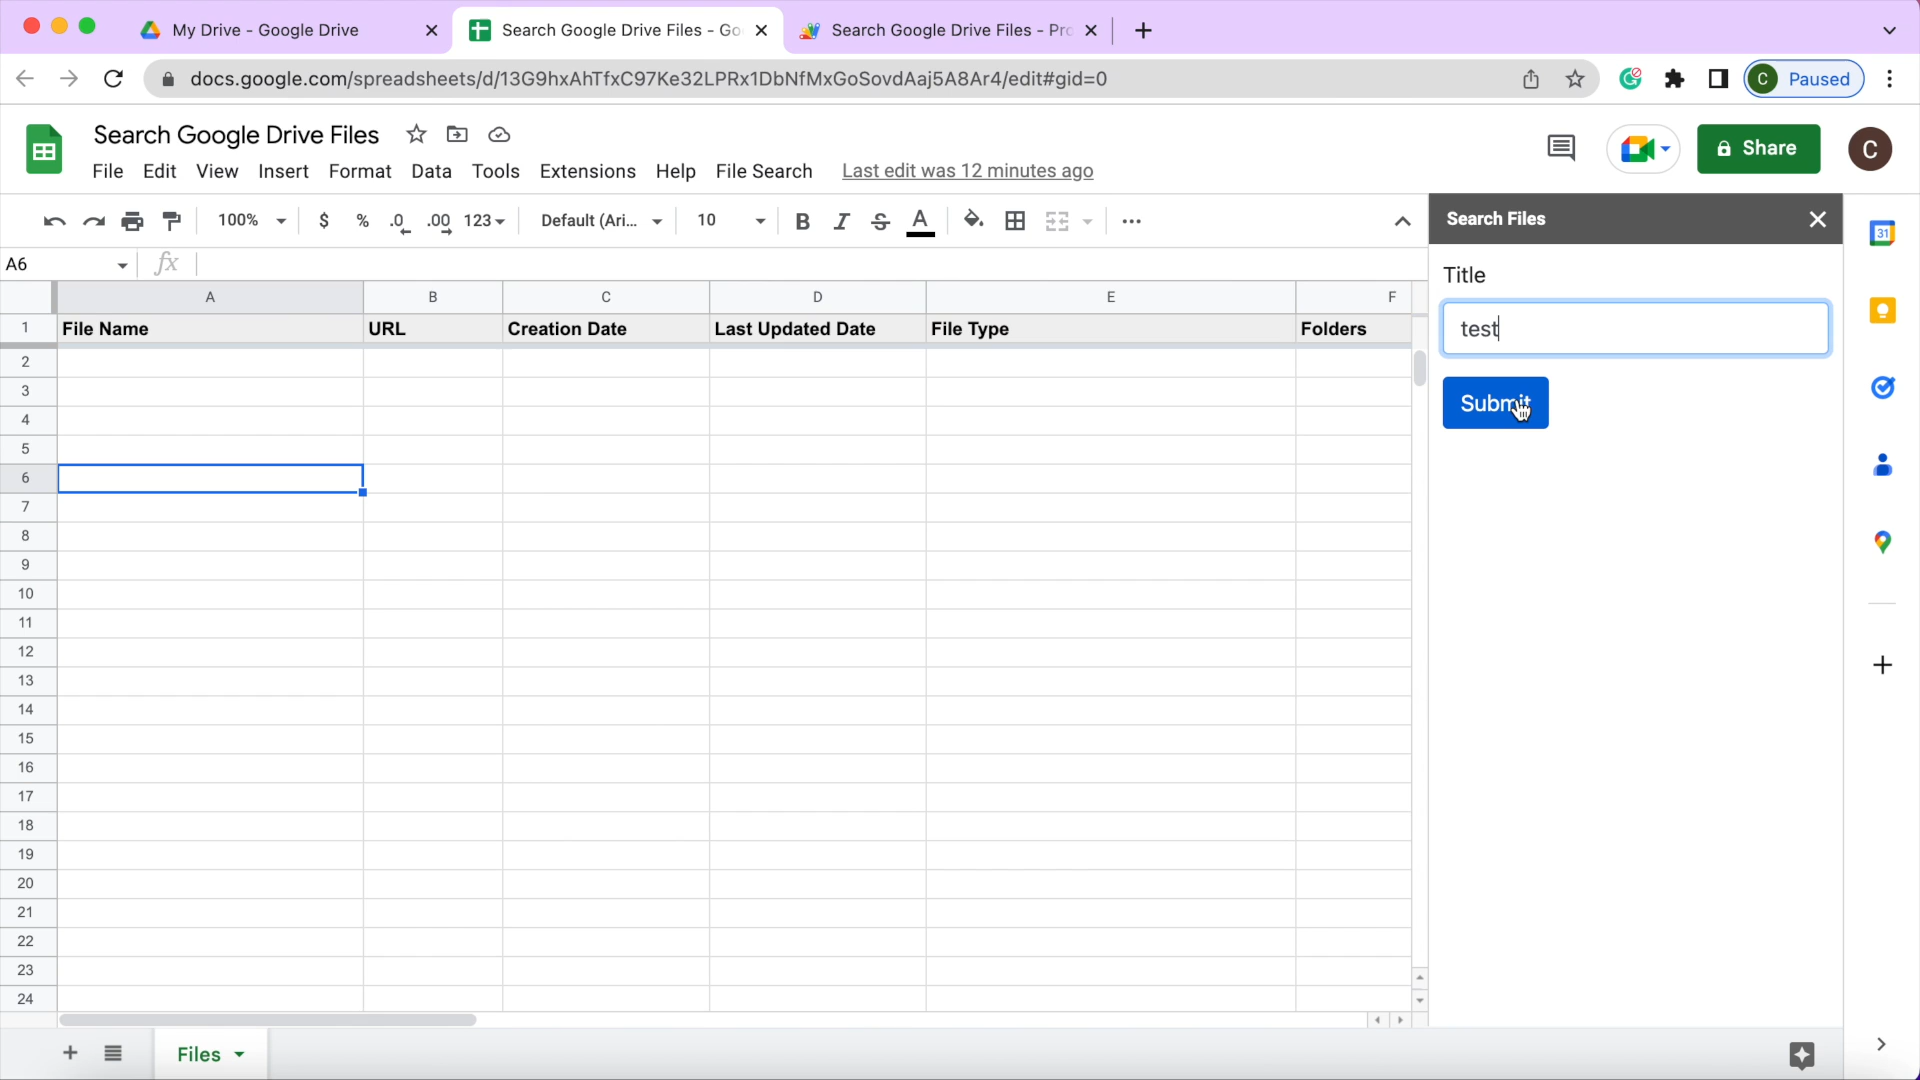 My Drive - Google Drive
Search Google Drive Files - Go
Search Google Drive Files - Pro
docs.google.com/spreadsheets/d/13G9hxAhTfxC97Ke32LPRx1DbNfMxGoSovdAaj5A8Ar4/edit#gid=0
C Paused
Search Google Drive Files
Share
C
File Edit View Insert Format Data Tools Extensions Help File Search Last edit was 12 minutes ago
100% $ % .0 .00 123 Default (Ari... 10 B I S A
Search Files
A6 fx
Title
A B C D E F
1 File Name URL Creation Date Last Updated Date File Type Folders
test
2
3
4
Submit
5
6
7
8
9
10
11
12
13
14
15
16
17
18
19
20
21
22
23
24
Files
31